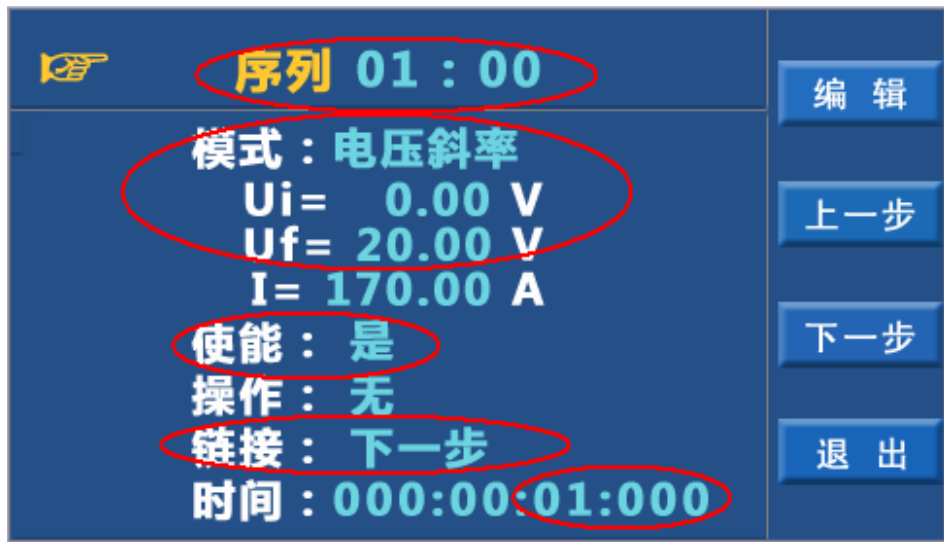 序列 01 : 00
模式：电压斜率
Ui= 0.00 V
Uf= 20.00 V
I= 170.00 A
使能： 是
操作： 无
链接： 下一步
时间：000:00:01:000
编 辑
上一步
下一步
退 出